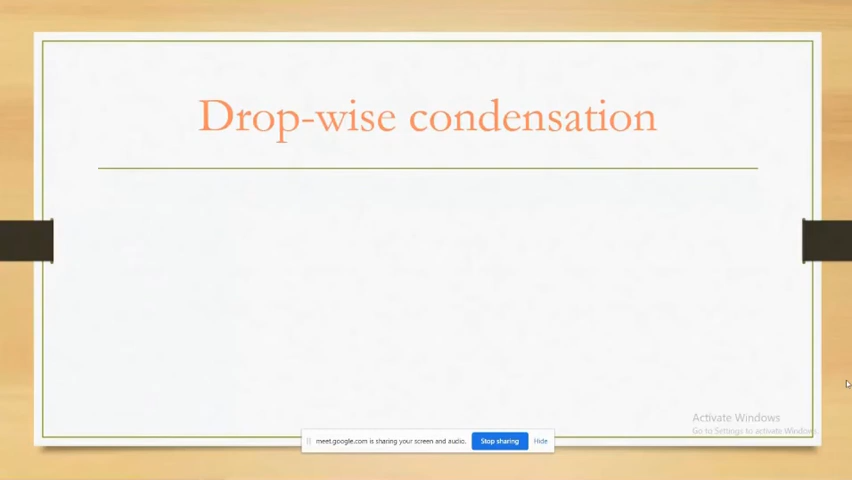 Drop-wise condensation
Activate Windows
Go to Settings to activate Windows.
meet.google.com is sharing your screen and audio.
Stop sharing
Hide